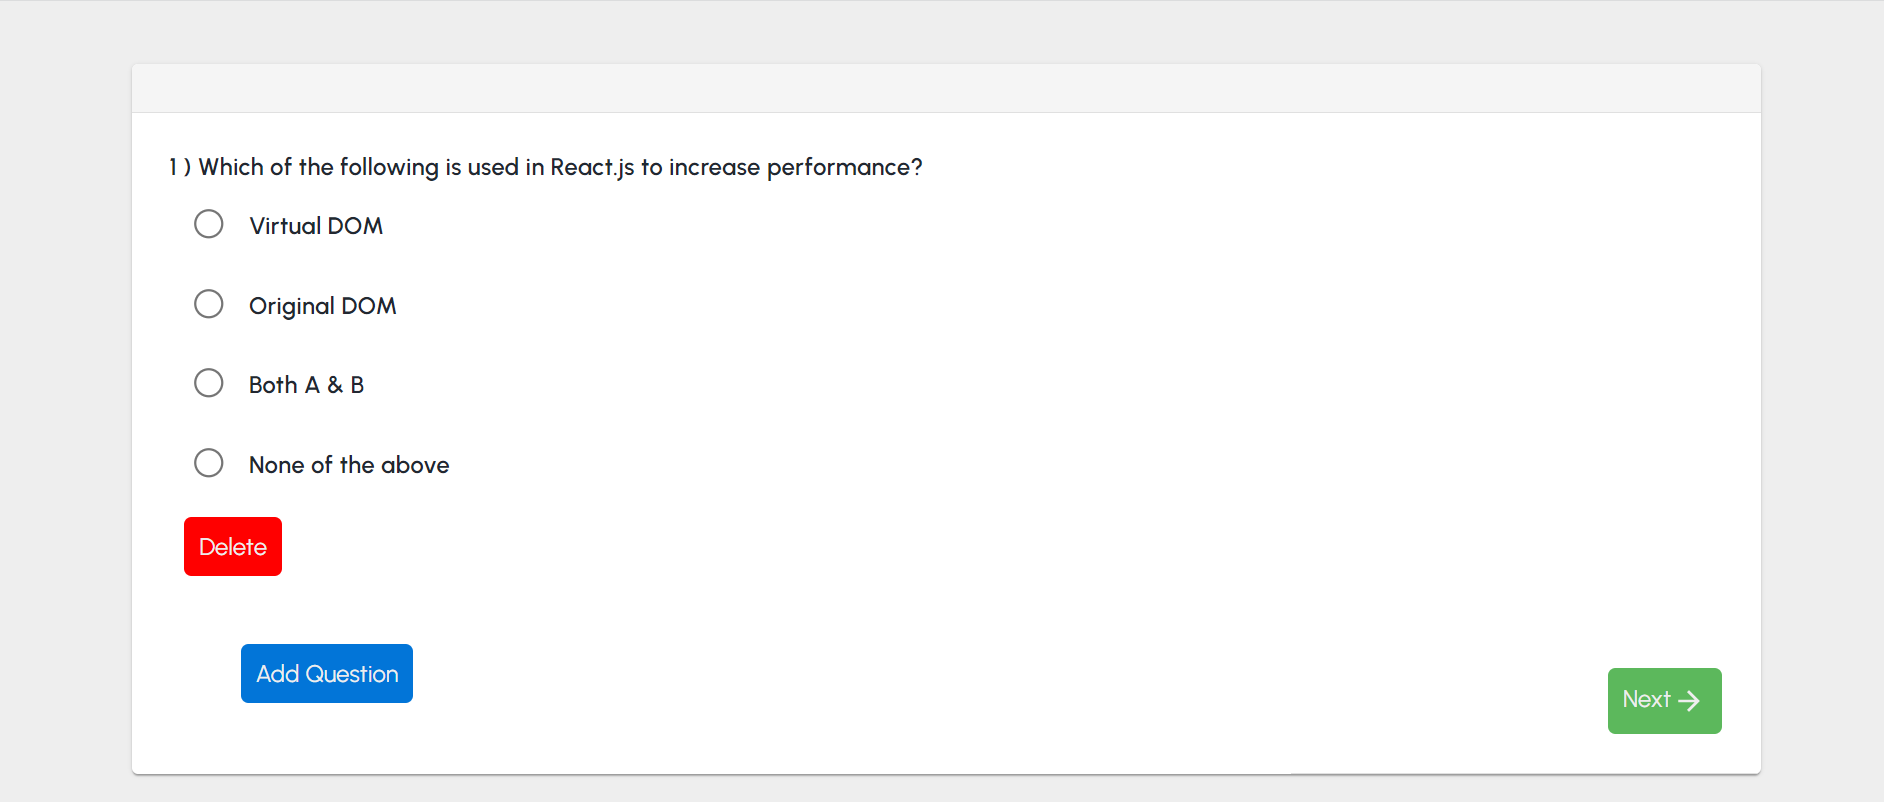 1 ) Which of the following is used in React.js to increase performance?
Virtual DOM
Original DOM
Both A & B
None of the above
Delete
Add Question
Next →